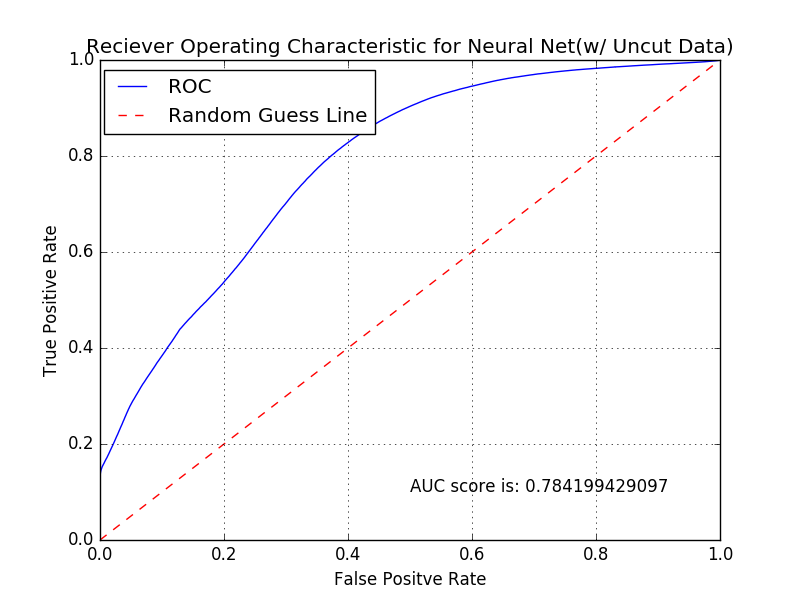 Reciever Operating Characteristic for Neural Net(w/ Uncut Data)
1.0
ROC
Random Guess Line
0.8
0.6
True Positive Rate
0.4
0.2
AUC score is: 0.784199429097
0.0
0.0 0.2 0.4 0.6 0.8 1.0
False Positve Rate